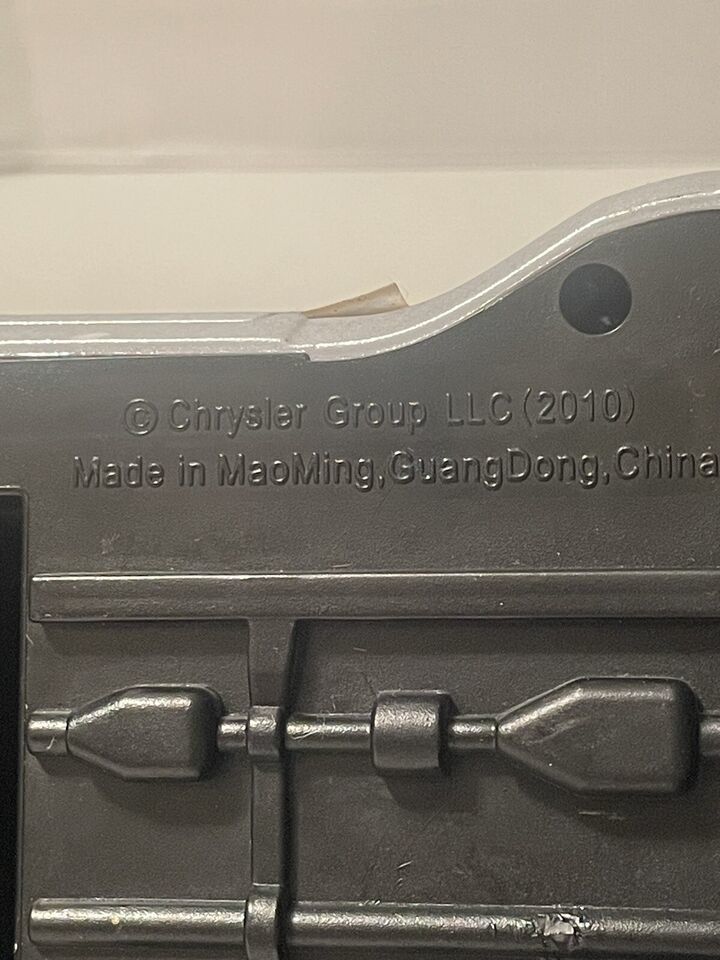 © Chrysler Group LLC(2010)
Made in MaoMing,GuangDong,China